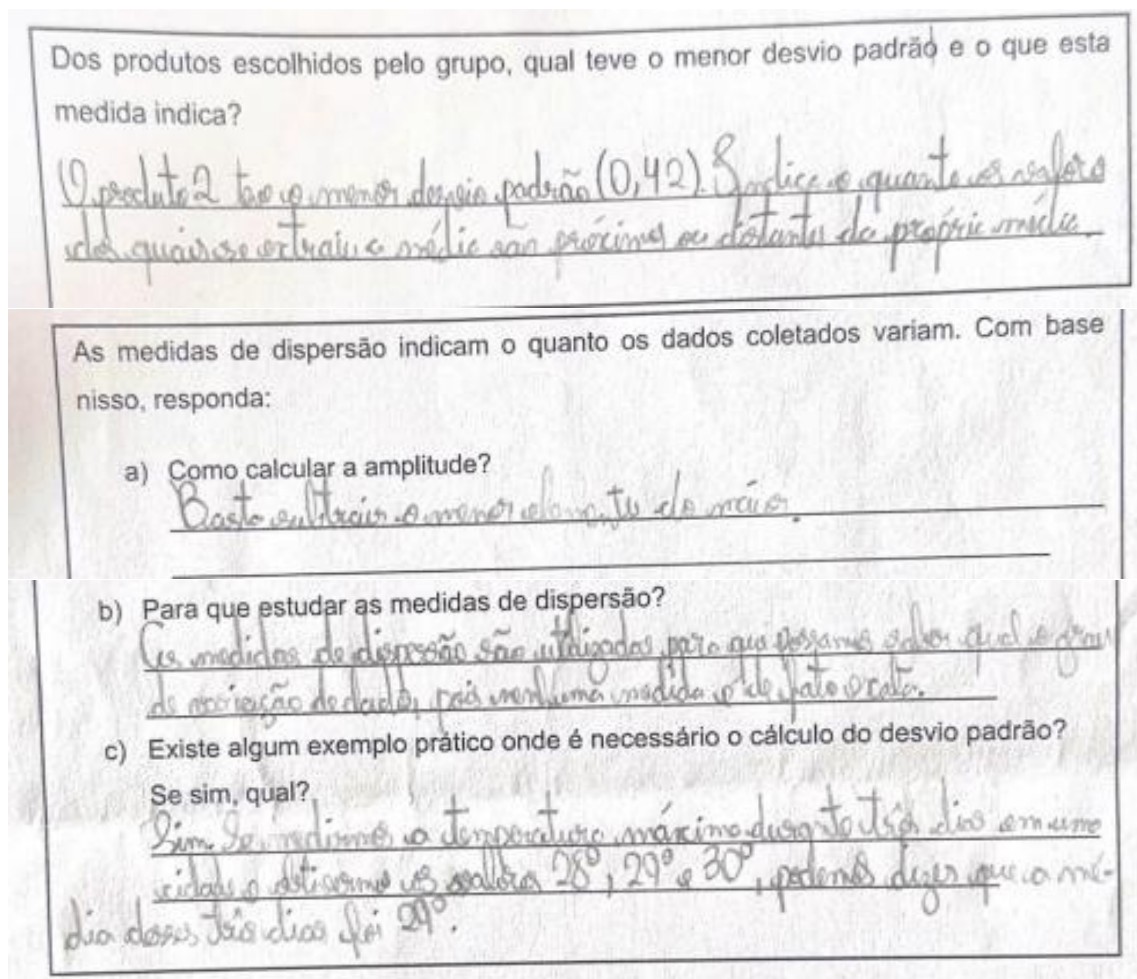 Dos produtos escolhidos pelo grupo, qual teve o menor desvio padrão e o que esta
medida indica?
O produto 2 teve o menor desvio padrão (0,42). Indica o quanto os valores
dos quais se extraiu a média são próximos ou distantes da própria média.
As medidas de dispersão indicam o quanto os dados coletados variam. Com base
nisso, responda:
a) Como calcular a amplitude?
Basta subtrair o menor elemento do maior.
b) Para que estudar as medidas de dispersão?
As medidas de dispersão são utilizadas para que possamos saber qual o grau
de variação de dados, pois nenhuma medida é de fato exata.
c) Existe algum exemplo prático onde é necessário o cálculo do desvio padrão?
Se sim, qual?
Sim. Se medirmos a temperatura máxima durante três dias em uma
cidade e obtivermos os valores 28°, 29° e 30°, podemos dizer que a mé-
dia desses três dias foi 29°.